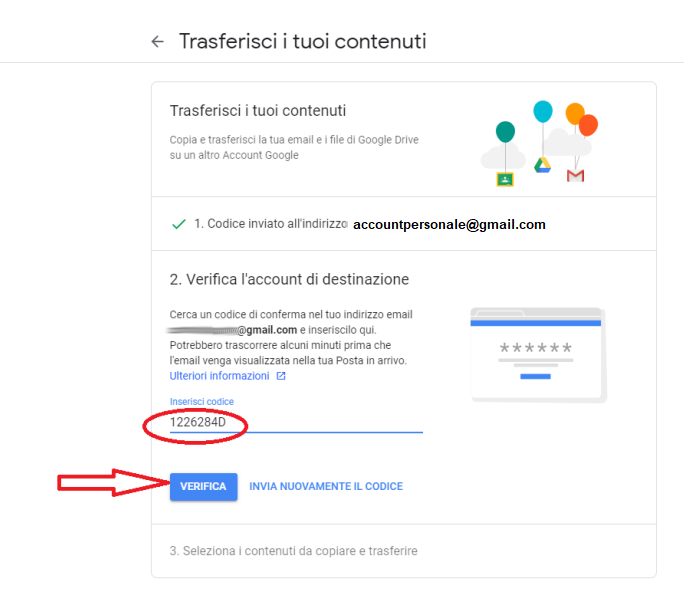 Trasferisci i tuoi contenuti
Trasferisci i tuoi contenuti
Copia e trasferisci la tua email e i file di Google Drive
su un altro Account Google
1. Codice inviato all'indirizzo accountpersonale@gmail.com
2. Verifica l'account di destinazione
Cerca un codice di conferma nel tuo indirizzo email
@gmail.com e inseriscilo qui.
Potrebbero trascorrere alcuni minuti prima che
l'email venga visualizzata nella tua Posta in arrivo.
Ulteriori informazioni
******
Inserisci codice
1226284D
VERIFICA INVIA NUOVAMENTE IL CODICE
3. Seleziona i contenuti da copiare e trasferire